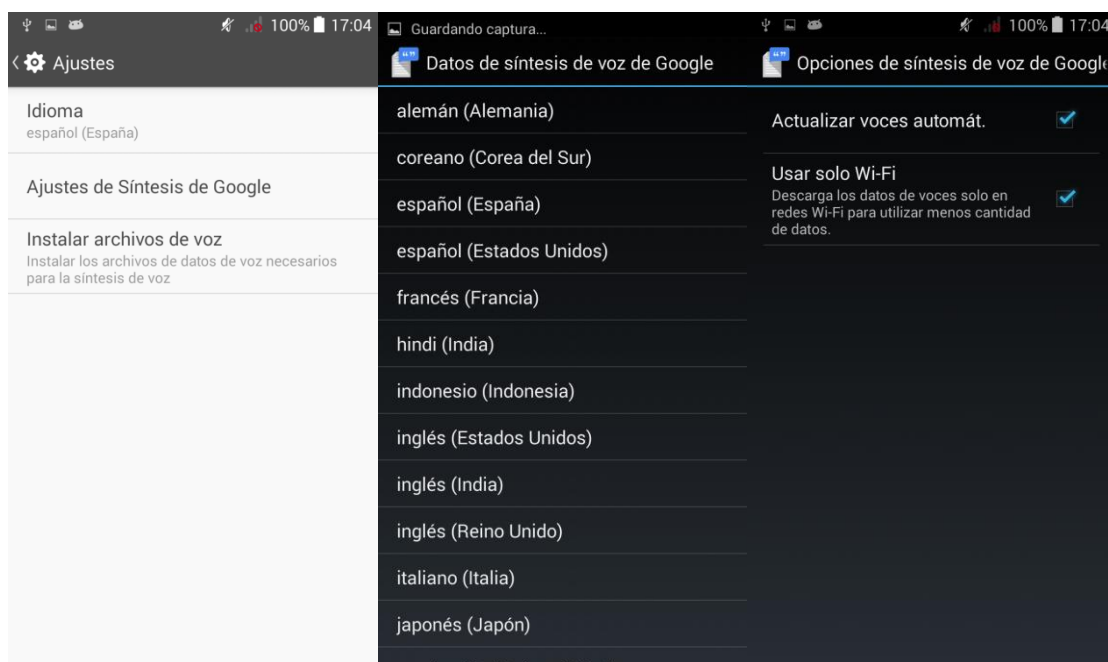 100% 17:04
Ajustes
Idioma
español (España)
Ajustes de Síntesis de Google
Instalar archivos de voz
Instalar los archivos de datos de voz necesarios
para la síntesis de voz
Guardando captura...
Datos de síntesis de voz de Google
alemán (Alemania)
coreano (Corea del Sur)
español (España)
español (Estados Unidos)
francés (Francia)
hindi (India)
indonesio (Indonesia)
inglés (Estados Unidos)
inglés (India)
inglés (Reino Unido)
italiano (Italia)
japonés (Japón)
100% 17:04
Opciones de síntesis de voz de Google
Actualizar voces automát.
Usar solo Wi-Fi
Descarga los datos de voces solo en
redes Wi-Fi para utilizar menos cantidad
de datos.